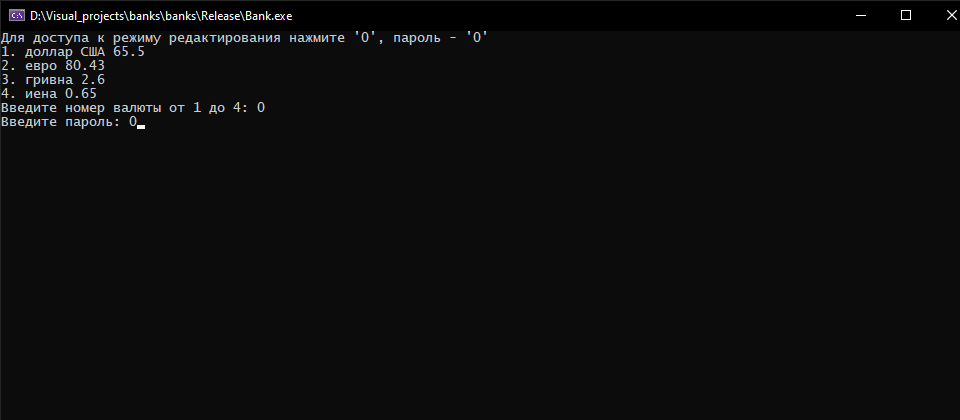 D:\Visual_projects\banks\banks\Release\Bank.exe
Для доступа к режиму редактирования нажмите '0', пароль - '0'
1. доллар США 65.5
2. евро 80.43
3. гривна 2.6
4. иена 0.65
Введите номер валюты от 1 до 4: 0
Введите пароль: 0